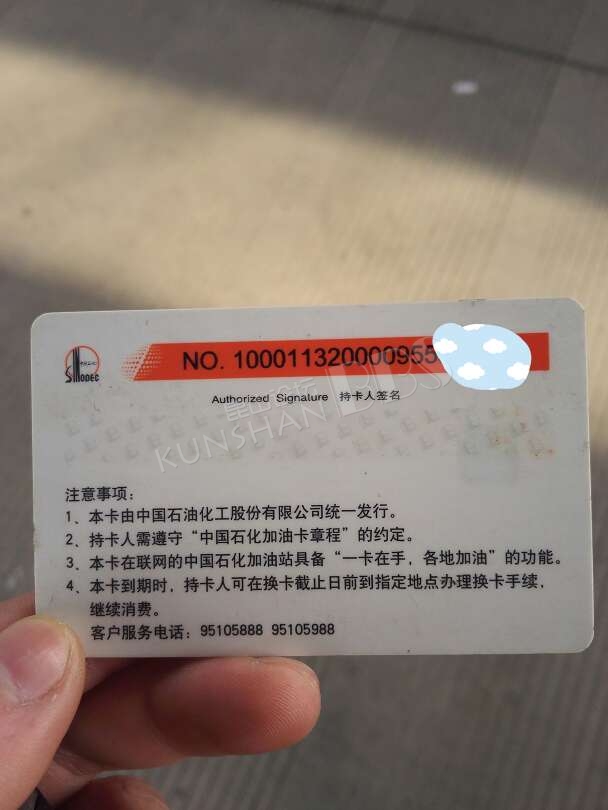 SINOPEC
NO. 100011320000955
Authorized Signature 持卡人签名
KUNSHAN BBS
注意事项：
1、本卡由中国石油化工股份有限公司统一发行。
2、持卡人需遵守“中国石化加油卡章程”的约定。
3、本卡在联网的中国石化加油站具备“一卡在手，各地加油”的功能。
4、本卡到期时，持卡人可在换卡截止日前到指定地点办理换卡手续，
继续消费。
客户服务电话：95105888 95105988